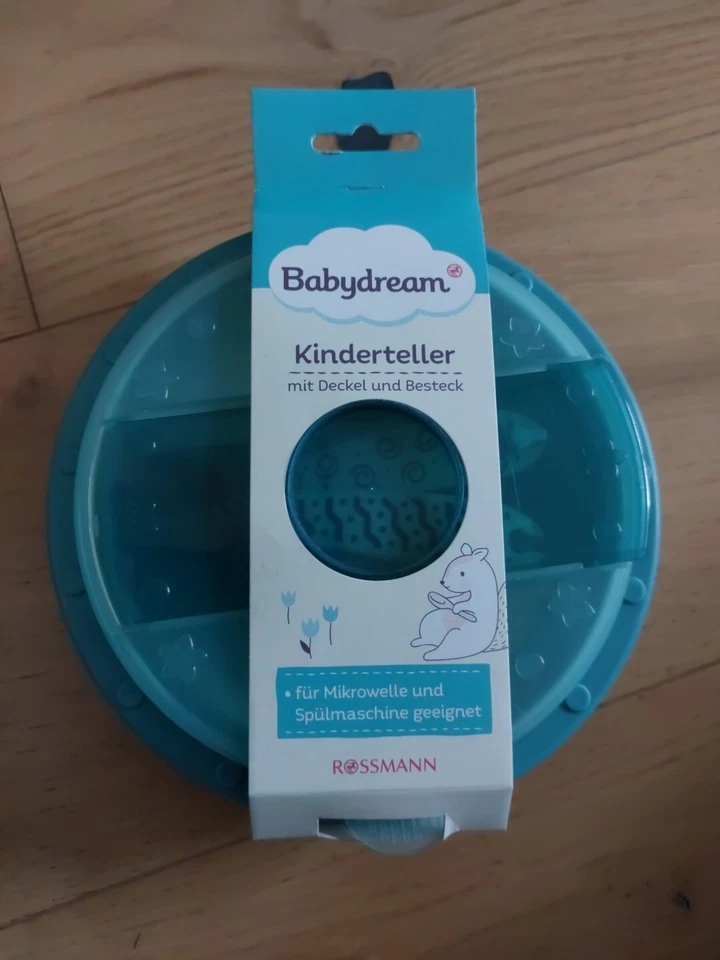 Babydream
Kinderteller
mit Deckel und Besteck
• für Mikrowelle und
Spülmaschine geeignet
ROSSMANN